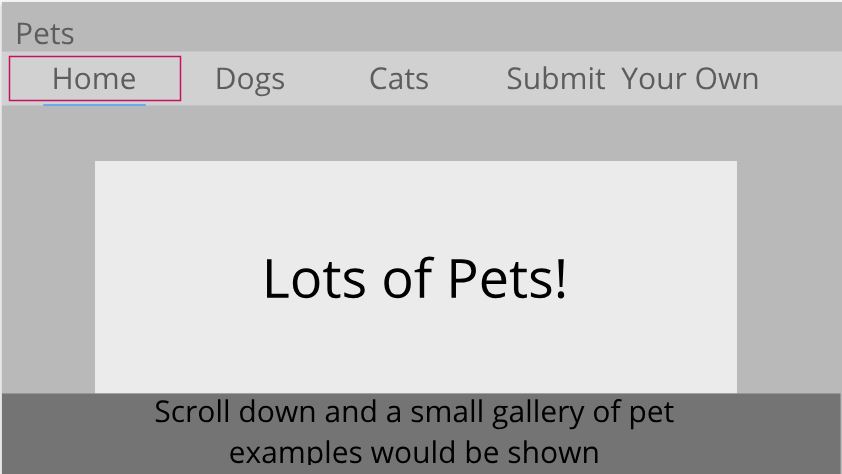 Pets
Home Dogs Cats Submit Your Own
Lots of Pets!
Scroll down and a small gallery of pet
examples would be shown